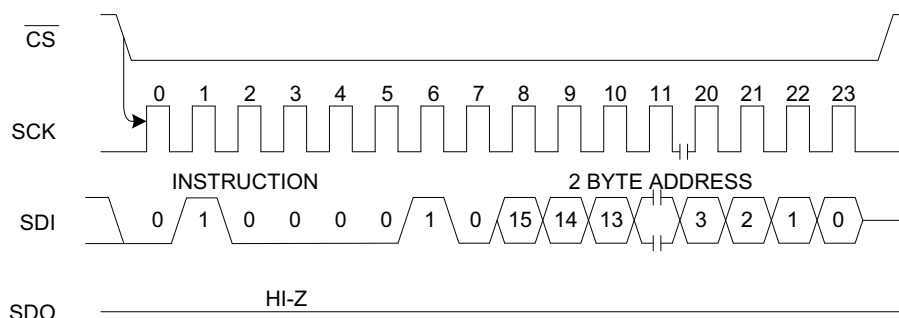 CS
0 1 2 3 4 5 6 7 8 9 10 11 20 21 22 23
SCK
INSTRUCTION 2 BYTE ADDRESS
SDI 0 1 0 0 0 0 1 0 15 14 13 3 2 1 0
HI-Z
SDO